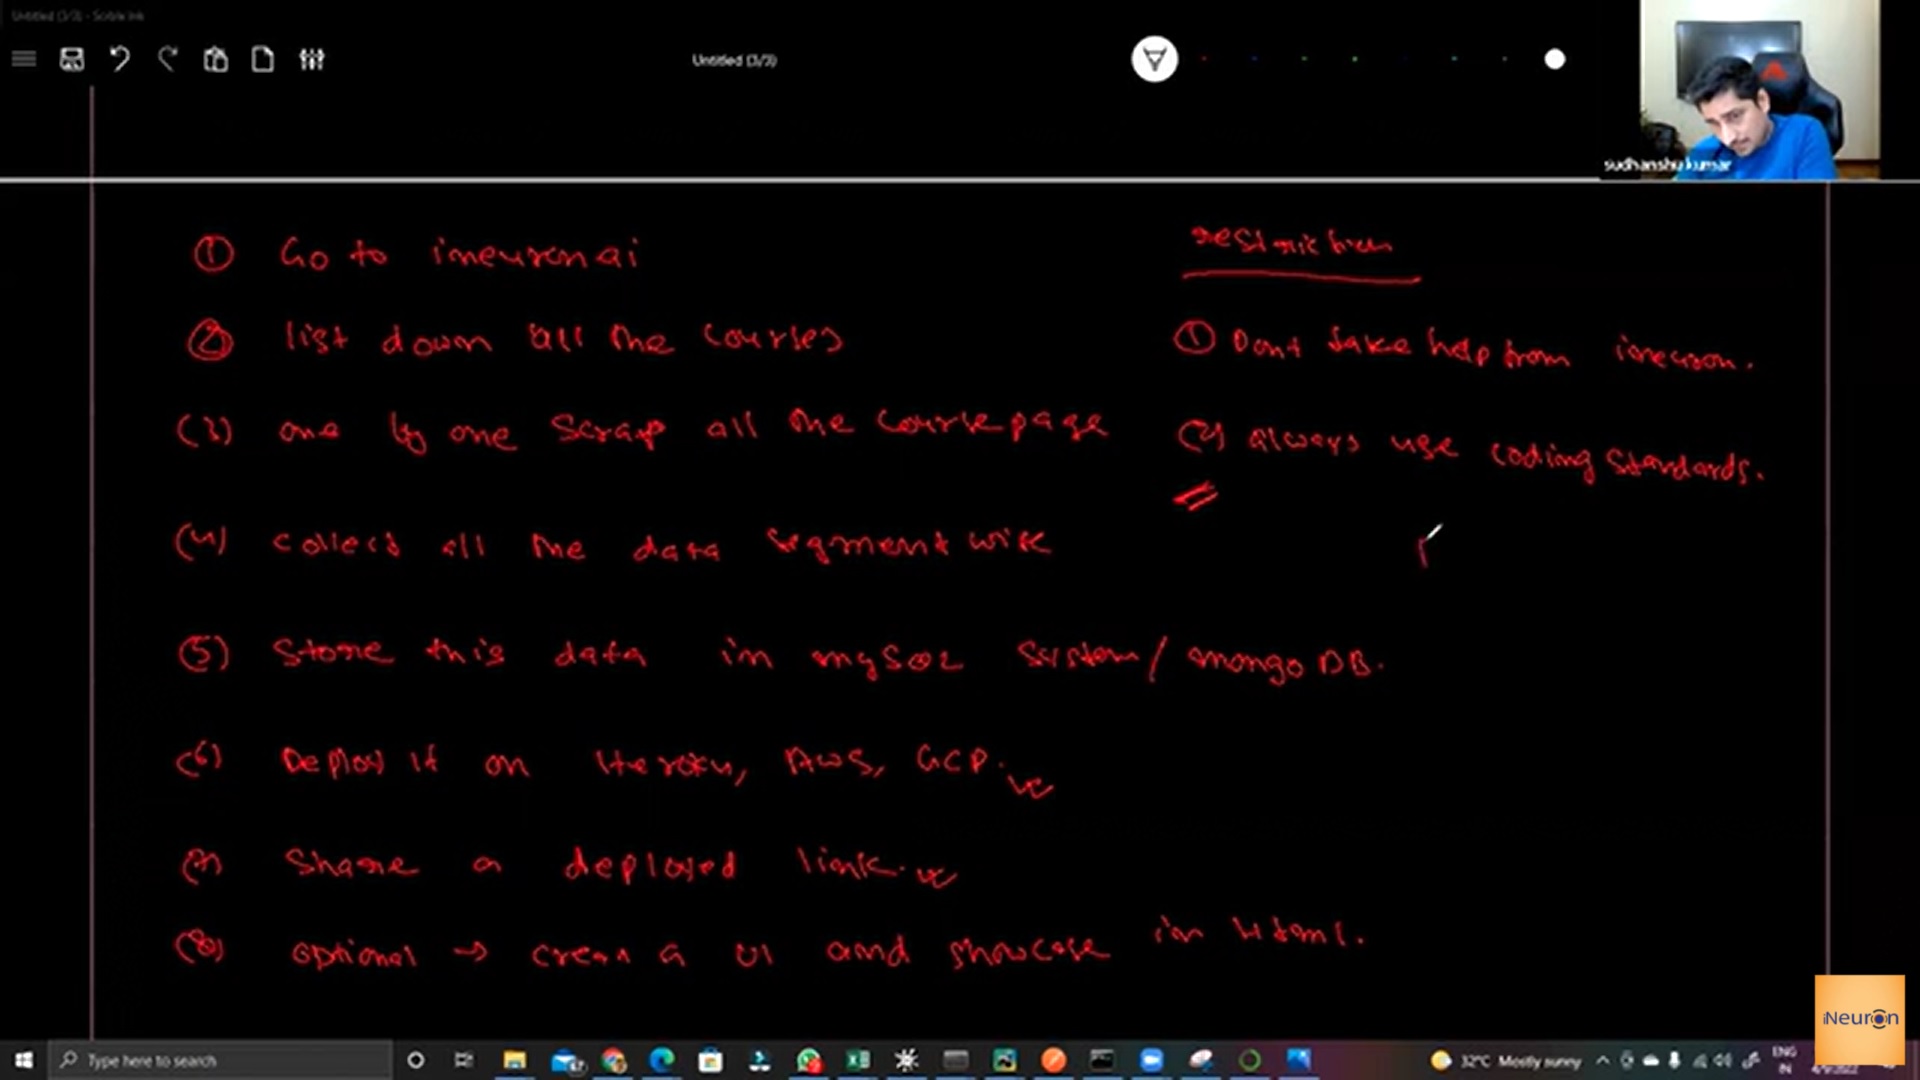 Untitled (3/3) - Scribble Ink
Untitled (3/3)
sudhanshu kumar
① Go to ineuron ai
② list down all the courses
(3) one by one scrap all the course page
(4) collect all the data segment wise
(5) Store this data in mySQL system / mongo DB.
(6) Deploy it on Heroku, AWS, GCP.
(7) Share a deployed link.
(8) optional → crean a UI and showcase in Html.
restriction
① Dont take help from ineuron.
(2) always use coding standards.
iNeuron
Type here to search
32°C Mostly sunny
ENG
IN